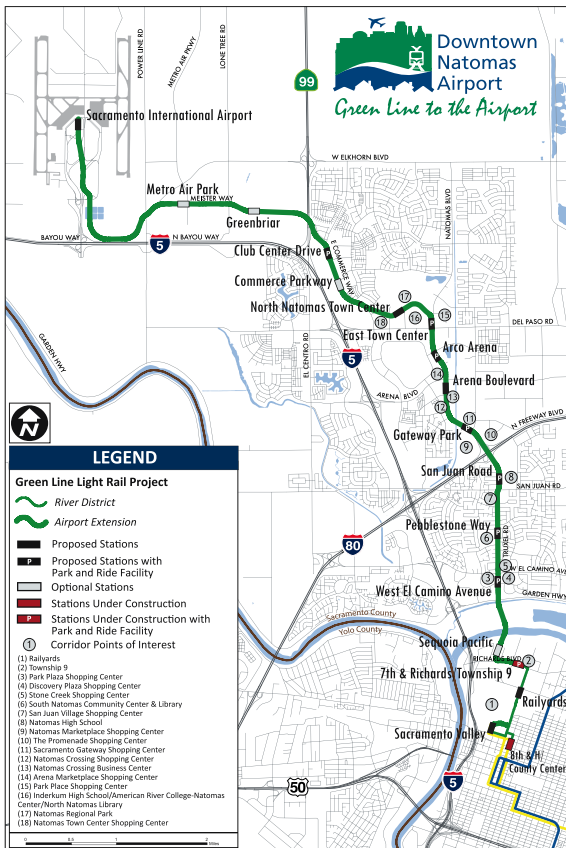 POWER LINE RD
METRO AIR PKWY
LONE TREE RD
99
Downtown
Natomas
Airport
Green Line to the Airport
Sacramento International Airport
W ELKHORN BLVD
Metro Air Park
MEISTER WAY
Greenbriar
NATOMAS BLVD
BAYOU WAY
N BAYOU WAY
5
Club Center Drive
P
E COMMERCE WAY
Commerce Parkway
North Natomas Town Center
17
18
16
15
P
DEL PASO RD
East Town Center
GARDEN HWY
EL CENTRO RD
5
P
Arco Arena
14
Arena Boulevard
13
ARENA BLVD
12
11
P
10
N FREEWAY BLVD
Gateway Park
9
San Juan Road
P
8
SAN JUAN RD
7
80
Pebblestone Way
P
6
TRUXEL RD
5
W EL CAMINO AVE
3
P
4
West El Camino Avenue
GARDEN HWY
Sacramento County
Yolo County
Sequoia Pacific
RICHARDS BLVD
P
2
7th & Richards/Township 9
1
Railyards
Sacramento Valley
8th & H/
County Center
50
5
LEGEND
Green Line Light Rail Project
River District
Airport Extension
Proposed Stations
P
Proposed Stations with
Park and Ride Facility
Optional Stations
Stations Under Construction
P
Stations Under Construction with
Park and Ride Facility
1
Corridor Points of Interest
(1) Railyards
(2) Township 9
(3) Park Plaza Shopping Center
(4) Discovery Plaza Shopping Center
(5) Stone Creek Shopping Center
(6) South Natomas Community Center & Library
(7) San Juan Village Shopping Center
(8) Natomas High School
(9) Natomas Marketplace Shopping Center
(10) The Promenade Shopping Center
(11) Sacramento Gateway Shopping Center
(12) Natomas Crossing Shopping Center
(13) Natomas Crossing Business Center
(14) Arena Marketplace Shopping Center
(15) Park Place Shopping Center
(16) Inderkum High School/American River College-Natomas
Center/North Natomas Library
(17) Natomas Regional Park
(18) Natomas Town Center Shopping Center
0
0.5
1
2
Miles